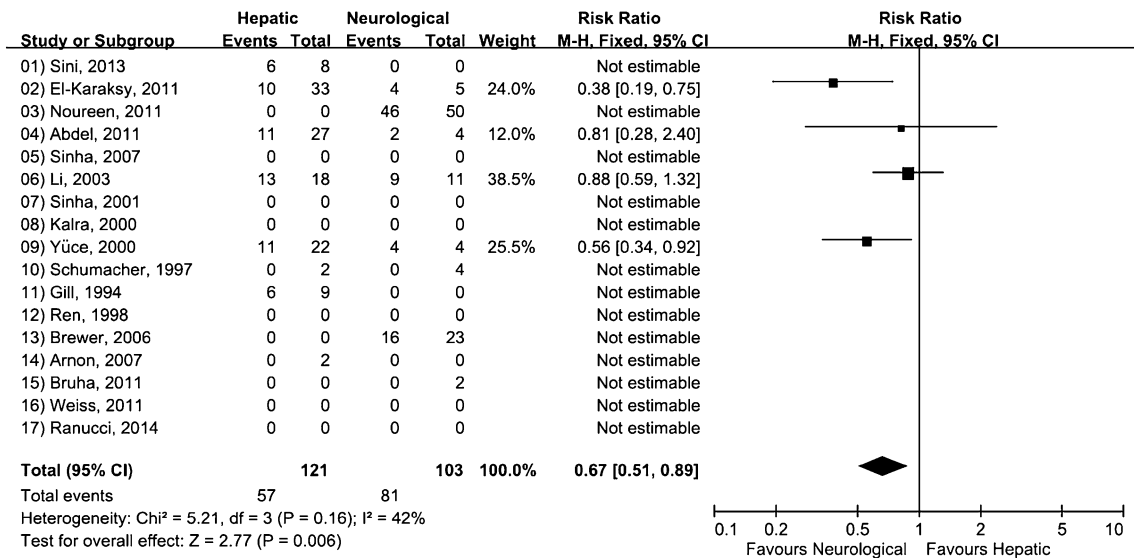 Hepatic Neurological Risk Ratio Risk Ratio
Study or Subgroup Events Total Events Total Weight M-H, Fixed, 95% CI M-H, Fixed, 95% CI
01) Sini, 2013 6 8 0 0 Not estimable
02) El-Karaksy, 2011 10 33 4 5 24.0% 0.38 [0.19, 0.75]
03) Noureen, 2011 0 0 46 50 Not estimable
04) Abdel, 2011 11 27 2 4 12.0% 0.81 [0.28, 2.40]
05) Sinha, 2007 0 0 0 0 Not estimable
06) Li, 2003 13 18 9 11 38.5% 0.88 [0.59, 1.32]
07) Sinha, 2001 0 0 0 0 Not estimable
08) Kalra, 2000 0 0 0 0 Not estimable
09) Yüce, 2000 11 22 4 4 25.5% 0.56 [0.34, 0.92]
10) Schumacher, 1997 0 2 0 4 Not estimable
11) Gill, 1994 6 9 0 0 Not estimable
12) Ren, 1998 0 0 0 0 Not estimable
13) Brewer, 2006 0 0 16 23 Not estimable
14) Arnon, 2007 0 2 0 0 Not estimable
15) Bruha, 2011 0 0 0 2 Not estimable
16) Weiss, 2011 0 0 0 0 Not estimable
17) Ranucci, 2014 0 0 0 0 Not estimable
Total (95% CI) 121 103 100.0% 0.67 [0.51, 0.89]
Total events 57 81
Heterogeneity: Chi² = 5.21, df = 3 (P = 0.16); I² = 42%
Test for overall effect: Z = 2.77 (P = 0.006)
0.1 0.2 0.5 1 2 5 10
Favours Neurological Favours Hepatic